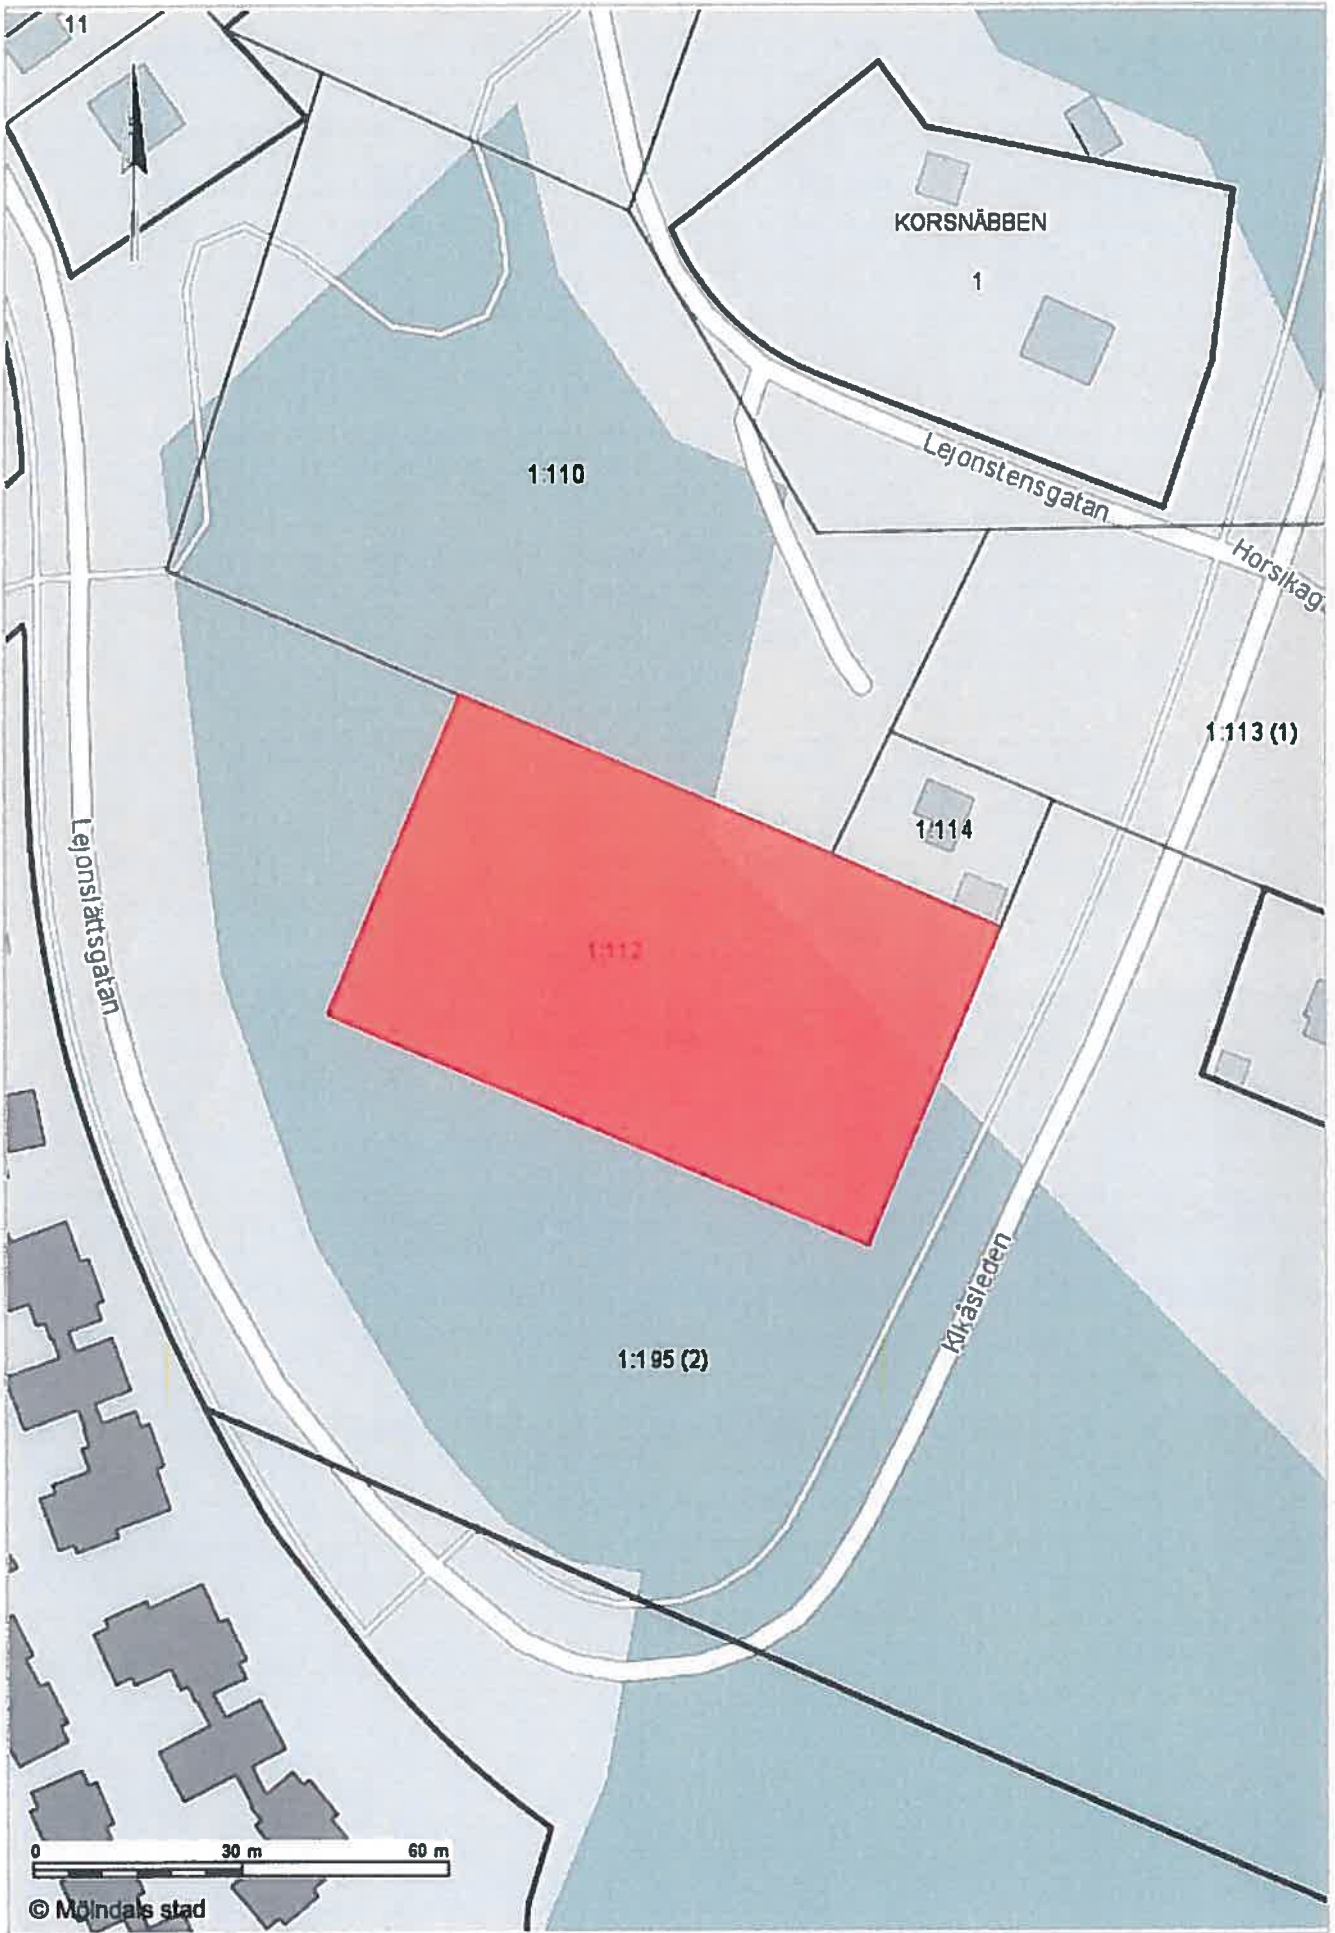 11
KORSNÄBBEN
1
Lejonstensgatan
1:110
Horsikag
1:113 (1)
1:114
Lejonslättsgatan
1:112
Kikåsleden
1:195 (2)
0 30 m 60 m
© Mölndals stad